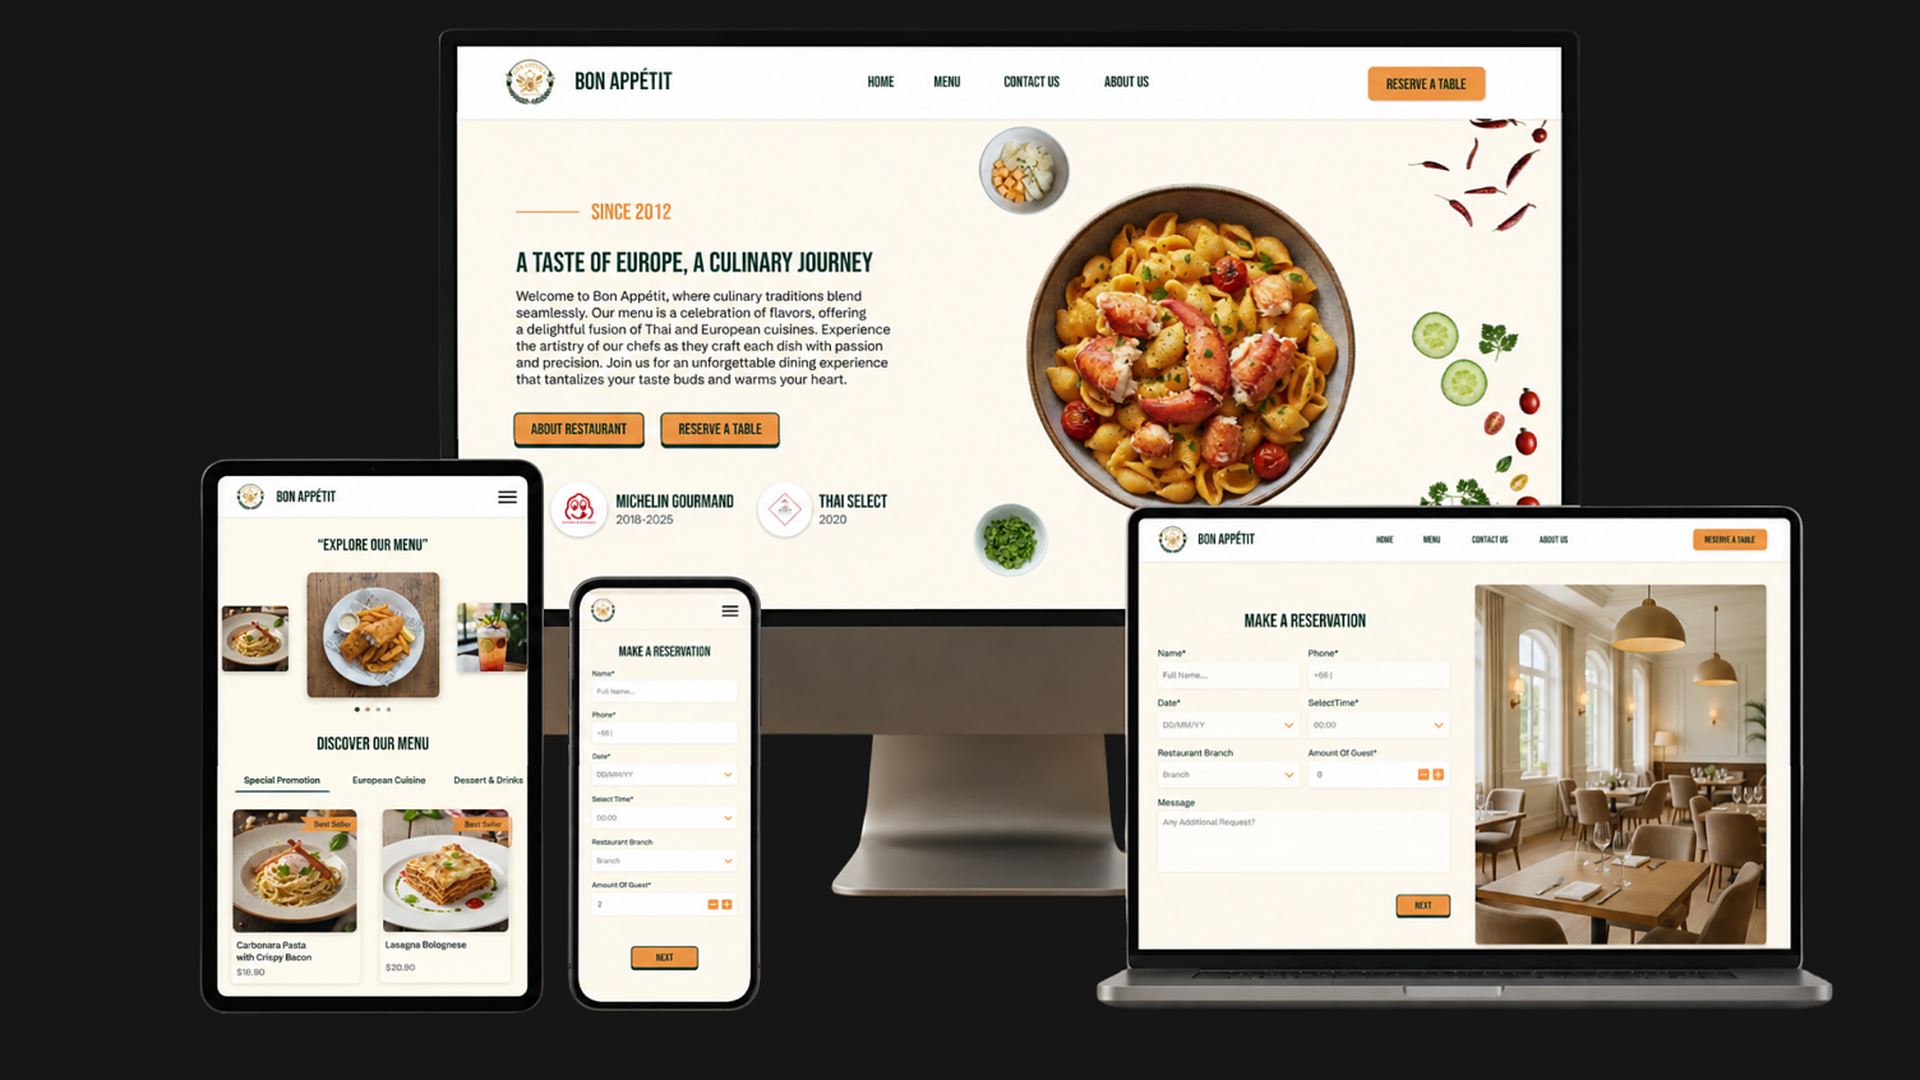 BON APPÉTIT
HOME
MENU
CONTACT US
ABOUT US
RESERVE A TABLE
SINCE 2012
A TASTE OF EUROPE, A CULINARY JOURNEY
Welcome to Bon Appétit, where culinary traditions blend
seamlessly. Our menu is a celebration of flavors, offering
a delightful fusion of Thai and European cuisines. Experience
the artistry of our chefs as they craft each dish with passion
and precision. Join us for an unforgettable dining experience
that tantalizes your taste buds and warms your heart.
ABOUT RESTAURANT
RESERVE A TABLE
MICHELIN GOURMAND
2018-2025
THAI SELECT
2020
BON APPÉTIT
“EXPLORE OUR MENU”
DISCOVER OUR MENU
Special Promotion
European Cuisine
Dessert & Drinks
Best Seller
Best Seller
Carbonara Pasta
with Crispy Bacon
$18.90
Lasagna Bolognese
$20.90
MAKE A RESERVATION
Name*
Full Name...
Phone*
+66|
Date*
DD/MM/YY
Select Time*
00:00
Restaurant Branch
Branch
Amount Of Guest*
2
NEXT
BON APPÉTIT
HOME
MENU
CONTACT US
ABOUT US
RESERVE A TABLE
MAKE A RESERVATION
Name*
Phone*
Full Name....
+66 |
Date*
SelectTime*
DD/MM/YY
00:00
Restaurant Branch
Amount Of Guest*
Branch
0
Message
Any Additional Request?
NEXT